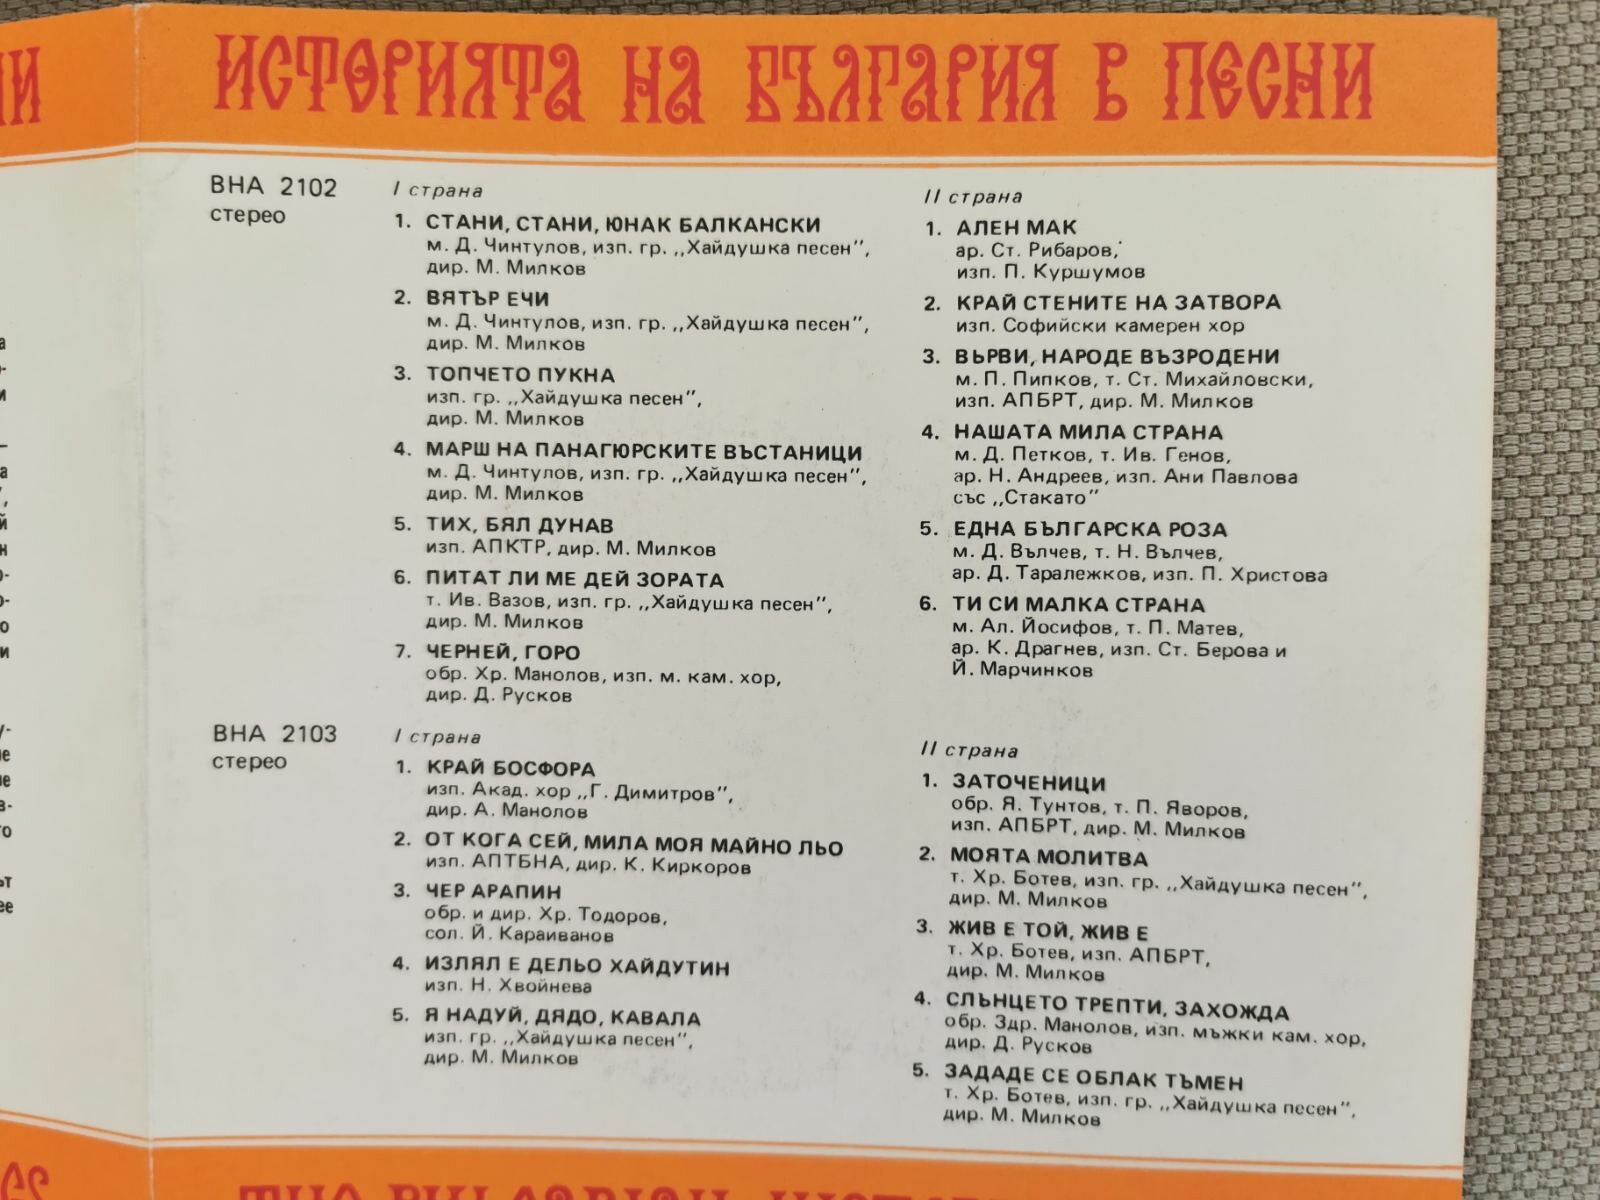 ИСТОРИЯТА НА БЪЛГАРИЯ В ПЕСНИ
ВНА 2102
стерео
I страна
1. СТАНИ, СТАНИ, ЮНАК БАЛКАНСКИ
м. Д. Чинтулов, изп. гр. „Хайдушка песен”,
дир. М. Милков
2. ВЯТЪР ЕЧИ
м. Д. Чинтулов, изп. гр. „Хайдушка песен”,
дир. М. Милков
3. ТОПЧЕТО ПУКНА
изп. гр. „Хайдушка песен”,
дир. М. Милков
4. МАРШ НА ПАНАГЮРСКИТЕ ВЪСТАНИЦИ
м. Д. Чинтулов, изп. гр. „Хайдушка песен”,
дир. М. Милков
5. ТИХ, БЯЛ ДУНАВ
изп. АПКТР, дир. М. Милков
6. ПИТАТ ЛИ МЕ ДЕЙ ЗОРАТА
т. Ив. Вазов, изп. гр. „Хайдушка песен”,
дир. М. Милков
7. ЧЕРНЕЙ, ГОРО
обр. Хр. Манолов, изп. м. кам. хор,
дир. Д. Русков
II страна
1. АЛЕН МАК
ар. Ст. Рибаров,
изп. П. Куршумов
2. КРАЙ СТЕНИТЕ НА ЗАТВОРА
изп. Софийски камерен хор
3. ВЪРВИ, НАРОДЕ ВЪЗРОДЕНИ
м. П. Пипков, т. Ст. Михайловски,
изп. АПБРТ, дир. М. Милков
4. НАШАТА МИЛА СТРАНА
м. Д. Петков, т. Ив. Генов,
ар. Н. Андреев, изп. Ани Павлова
със „Стакато”
5. ЕДНА БЪЛГАРСКА РОЗА
м. Д. Вълчев, т. Н. Вълчев,
ар. Д. Таралежков, изп. П. Христова
6. ТИ СИ МАЛКА СТРАНА
м. Ал. Йосифов, т. П. Матев,
ар. К. Драгнев, изп. Ст. Берова и
Й. Марчинков
ВНА 2103
стерео
I страна
1. КРАЙ БОСФОРА
изп. Акад. хор „Г. Димитров”,
дир. А. Манолов
2. ОТ КОГА СЕЙ, МИЛА МОЯ МАЙНО ЛЬО
изп. АПТБНА, дир. К. Киркоров
3. ЧЕР АРАПИН
обр. и дир. Хр. Тодоров,
сол. Й. Караиванов
4. ИЗЛЯЛ Е ДЕЛЬО ХАЙДУТИН
изп. Н. Хвойнева
5. Я НАДУЙ, ДЯДО, КАВАЛА
изп. гр. „Хайдушка песен”,
дир. М. Милков
II страна
1. ЗАТОЧЕНИЦИ
обр. Я. Тунтов, т. П. Яворов,
изп. АПБРТ, дир. М. Милков
2. МОЯТА МОЛИТВА
т. Хр. Ботев, изп. гр. „Хайдушка песен”,
дир. М. Милков
3. ЖИВ Е ТОЙ, ЖИВ Е
т. Хр. Ботев, изп. АПБРТ,
дир. М. Милков
4. СЛЪНЦЕТО ТРЕПТИ, ЗАХОЖДА
обр. Здр. Манолов, изп. мъжки кам. хор,
дир. Д. Русков
5. ЗАДАДЕ СЕ ОБЛАК ТЪМЕН
т. Хр. Ботев, изп. гр. „Хайдушка песен”,
дир. М. Милков